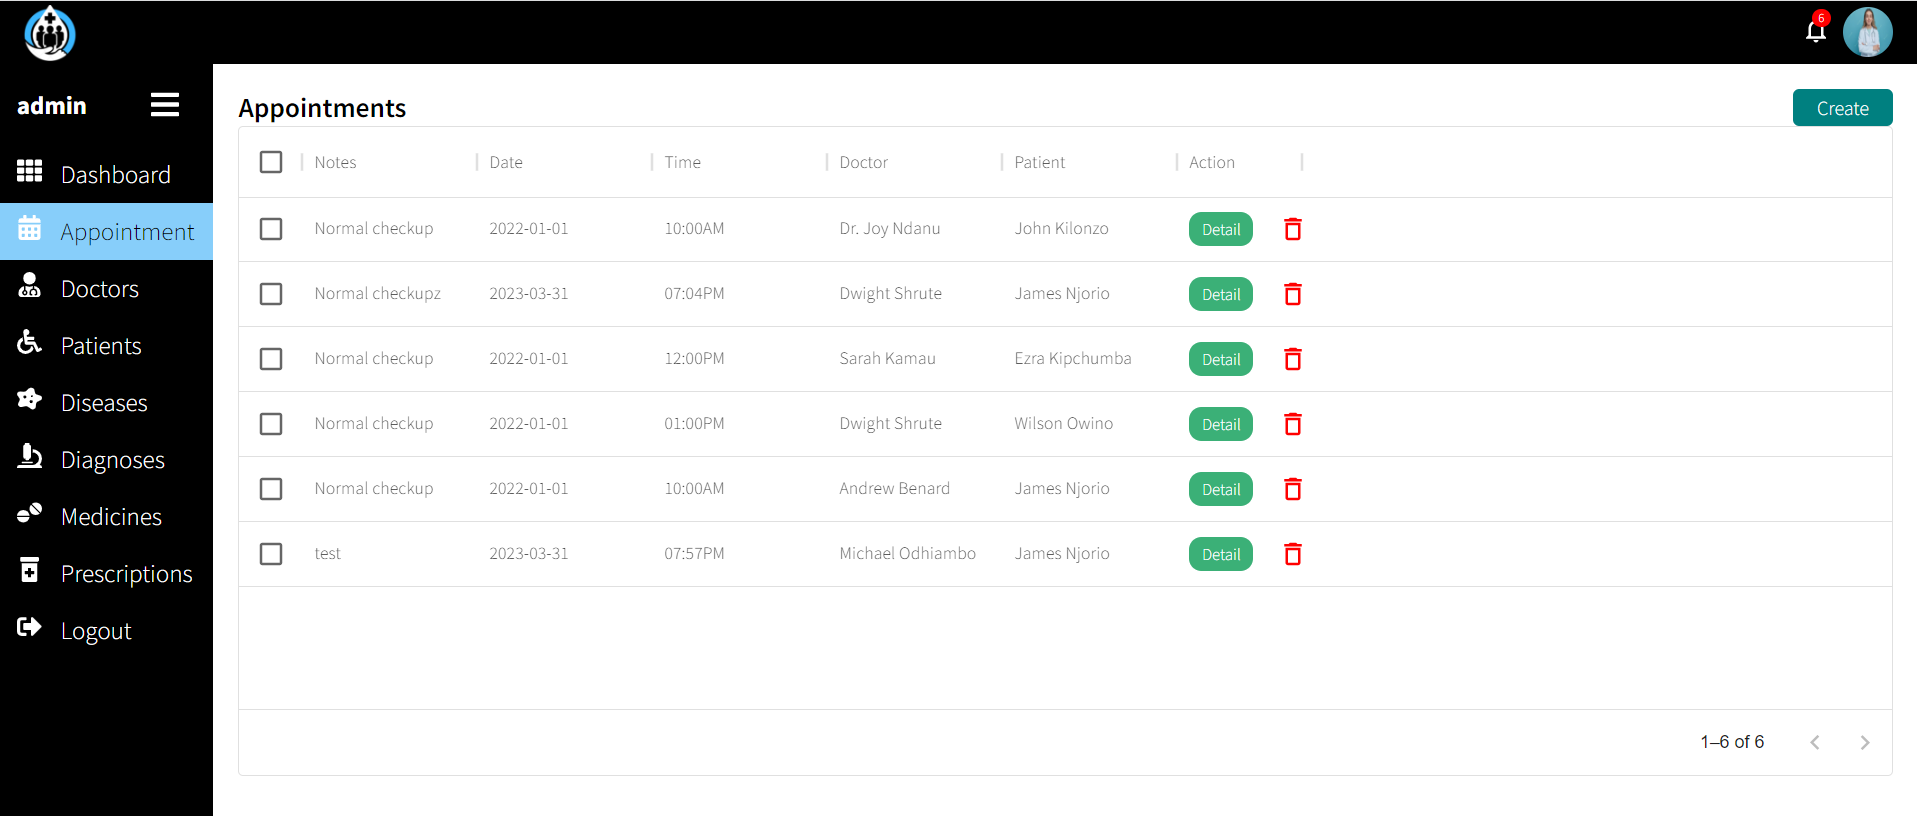 6
admin
Appointments
Create
Notes Date Time Doctor Patient Action
Dashboard
Normal checkup 2022-01-01 10:00AM Dr. Joy Ndanu John Kilonzo Detail
Appointment
Doctors
Normal checkupz 2023-03-31 07:04PM Dwight Shrute James Njorio Detail
Patients
Normal checkup 2022-01-01 12:00PM Sarah Kamau Ezra Kipchumba Detail
Diseases
Normal checkup 2022-01-01 01:00PM Dwight Shrute Wilson Owino Detail
Diagnoses
Normal checkup 2022-01-01 10:00AM Andrew Benard James Njorio Detail
Medicines
test 2023-03-31 07:57PM Michael Odhiambo James Njorio Detail
Prescriptions
Logout
1–6 of 6